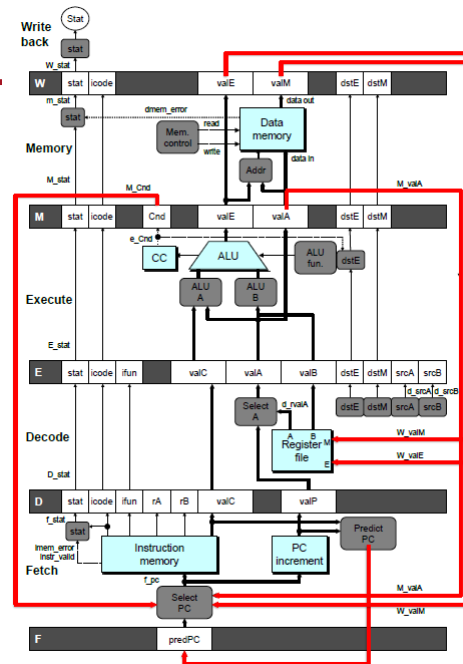 Stat
Write
back
stat
W_stat
W stat icode valE valM dstE dstM
m_stat
data out
dmem_error
read
stat
Mem.
control
Data
memory
write
Memory
data in
Addr
M_stat
M_Cnd
M_valA
M stat icode Cnd valE valA dstE dstM
e_Cnd
CC
ALU
ALU
fun.
dstE
Execute
ALU
A
ALU
B
E_stat
E stat icode ifun valC valA valB dstE dstM srcA srcB
d_srcA
d_srcB
d_rvalA
Select
A
dstE dstM srcA srcB
Decode
A B
M
Register
file
E
W_valM
W_valE
D_stat
D stat icode ifun rA rB valC valP
f_stat
stat
Predict
PC
imem_error
instr_valid
Instruction
memory
PC
increment
Fetch
f_pc
Select
PC
M_valA
W_valM
F predPC